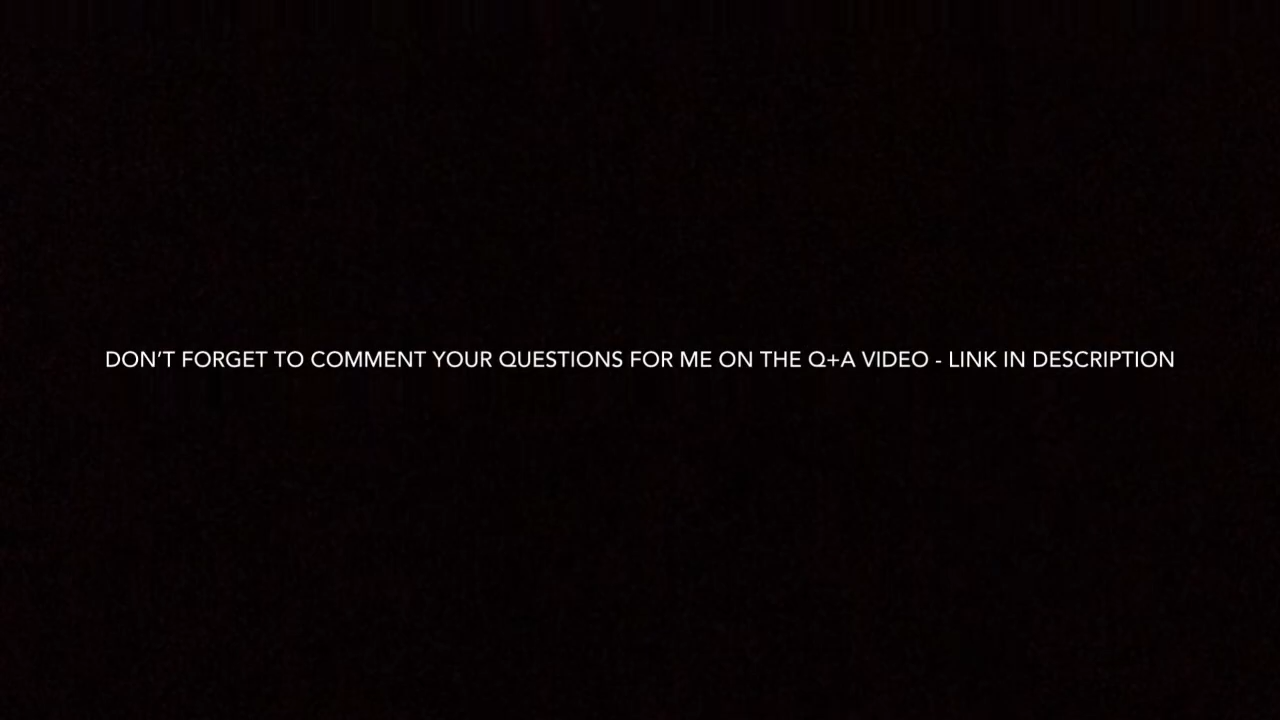 DON’T FORGET TO COMMENT YOUR QUESTIONS FOR ME ON THE Q+A VIDEO - LINK IN DESCRIPTION